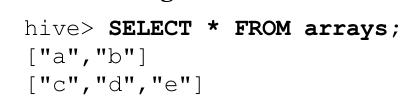 hive> SELECT * FROM arrays;
["a","b"]
["c","d","e"]